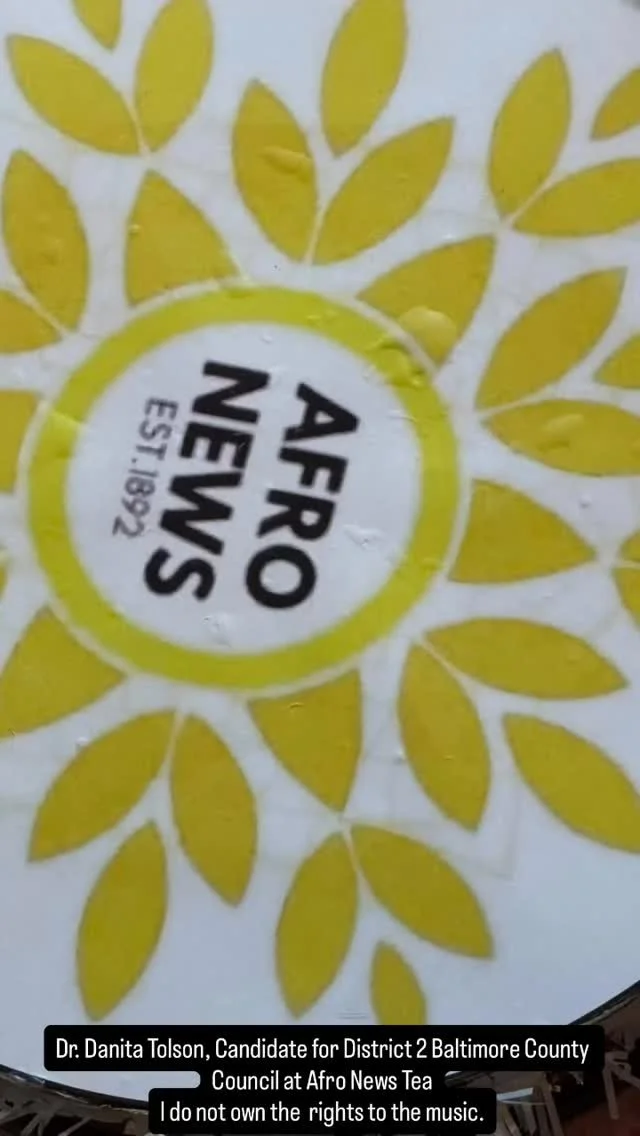 AFRO
NEWS
EST. 1892
Dr. Danita Tolson, Candidate for District 2 Baltimore County
Council at Afro News Tea
I do not own the rights to the music.